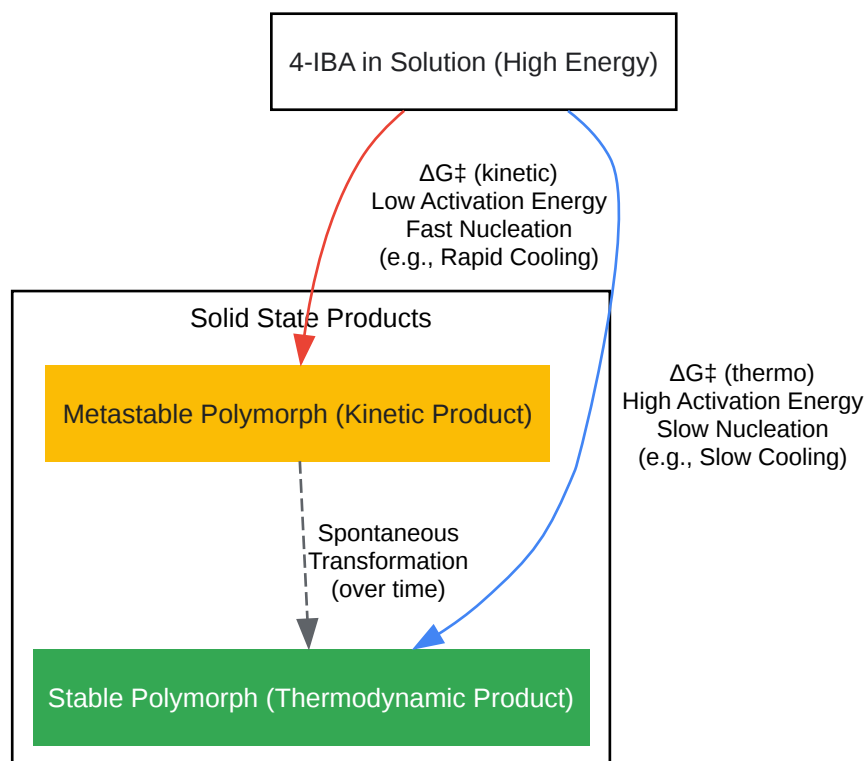 4-IBA in Solution (High Energy)
ΔG‡ (kinetic)
Low Activation Energy
Fast Nucleation
(e.g., Rapid Cooling)
Solid State Products
ΔG‡ (thermo)
High Activation Energy
Slow Nucleation
(e.g., Slow Cooling)
Metastable Polymorph (Kinetic Product)
Spontaneous
Transformation
(over time)
Stable Polymorph (Thermodynamic Product)